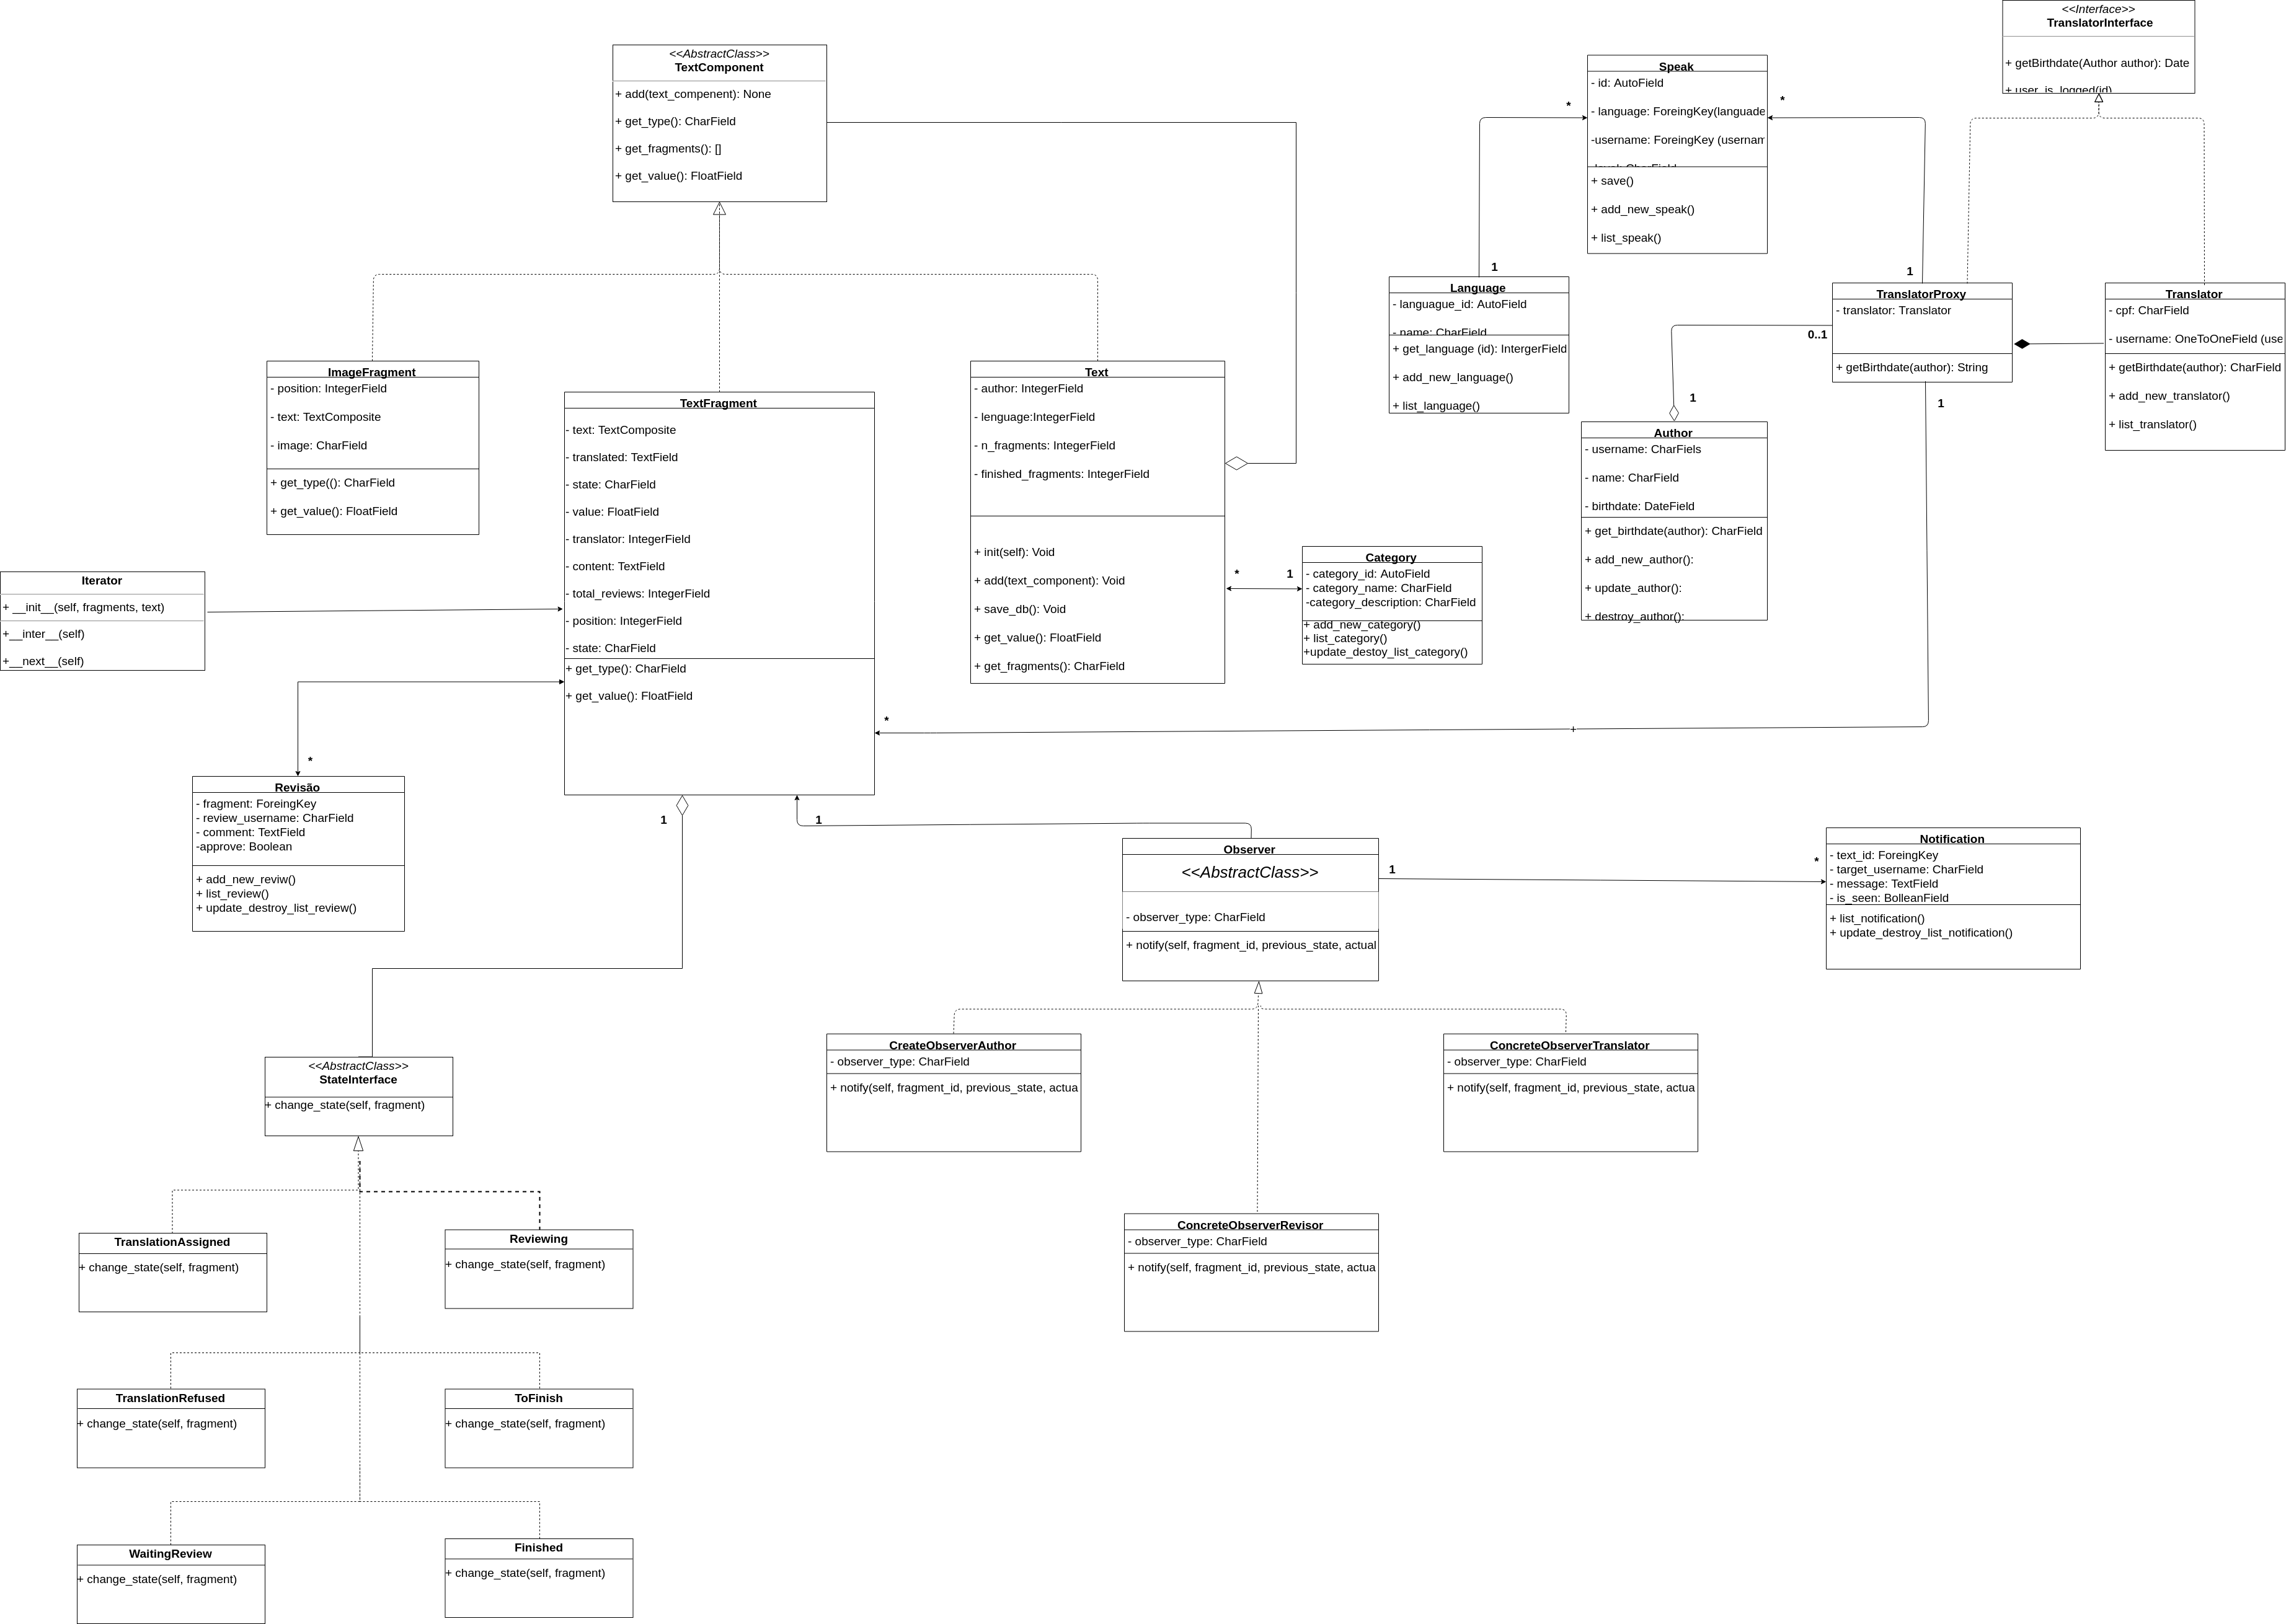 <<Interface>>
TranslatorInterface
+ getBirthdate(Author author): Date
+ user_is_logged(id)
<<AbstractClass>>
TextComponent
+ add(text_compenent): None
+ get_type(): CharField
+ get_fragments(): []
+ get_value(): FloatField
Speak
- id: AutoField
- language: ForeingKey(languade
-username: ForeingKey (usernam
+ save()
+ add_new_speak()
+ list_speak()
*
*
1
1
Language
- languague_id: AutoField
- name: CharField
+ get_language (id): IntergerField
+ add_new_language()
+ list_language()
TranslatorProxy
- translator: Translator
+ getBirthdate(author): String
0..1
1
1
Translator
- cpf: CharField
- username: OneToOneField (use
+ getBirthdate(author): CharField
+ add_new_translator()
+ list_translator()
Author
- username: CharFiels
- name: CharField
- birthdate: DateField
+ get_birthdate(author): CharField
+ add_new_author():
+ update_author():
+ destroy_author():
ImageFragment
- position: IntegerField
- text: TextComposite
- image: CharField
+ get_type((): CharField
+ get_value(): FloatField
TextFragment
- text: TextComposite
- translated: TextField
- state: CharField
- value: FloatField
- translator: IntegerField
- content: TextField
- total_reviews: IntegerField
- position: IntegerField
- state: CharField
+ get_type(): CharField
+ get_value(): FloatField
Text
- author: IntegerField
- lenguage:IntegerField
- n_fragments: IntegerField
- finished_fragments: IntegerField
+ init(self): Void
+ add(text_component): Void
+ save_db(): Void
+ get_value(): FloatField
+ get_fragments(): CharField
*
1
Category
- category_id: AutoField
- category_name: CharField
-category_description: CharField
+ add_new_category()
+ list_category()
+update_destoy_list_category()
Iterator
+ __init__(self, fragments, text)
+__inter__(self)
+__next__(self)
*
*
Revisão
- fragment: ForeingKey
- review_username: CharField
- comment: TextField
-approve: Boolean
+ add_new_reviw()
+ list_review()
+ update_destroy_list_review()
1
1
Observer
<<AbstractClass>>
- observer_type: CharField
+ notify(self, fragment_id, previous_state, actual
1
*
Notification
- text_id: ForeingKey
- target_username: CharField
- message: TextField
- is_seen: BolleanField
+ list_notification()
+ update_destroy_list_notification()
CreateObserverAuthor
- observer_type: CharField
+ notify(self, fragment_id, previous_state, actua
ConcreteObserverTranslator
- observer_type: CharField
+ notify(self, fragment_id, previous_state, actua
ConcreteObserverRevisor
- observer_type: CharField
+ notify(self, fragment_id, previous_state, actua
<<AbstractClass>>
StateInterface
+ change_state(self, fragment)
TranslationAssigned
+ change_state(self, fragment)
Reviewing
+ change_state(self, fragment)
TranslationRefused
+ change_state(self, fragment)
ToFinish
+ change_state(self, fragment)
WaitingReview
+ change_state(self, fragment)
Finished
+ change_state(self, fragment)